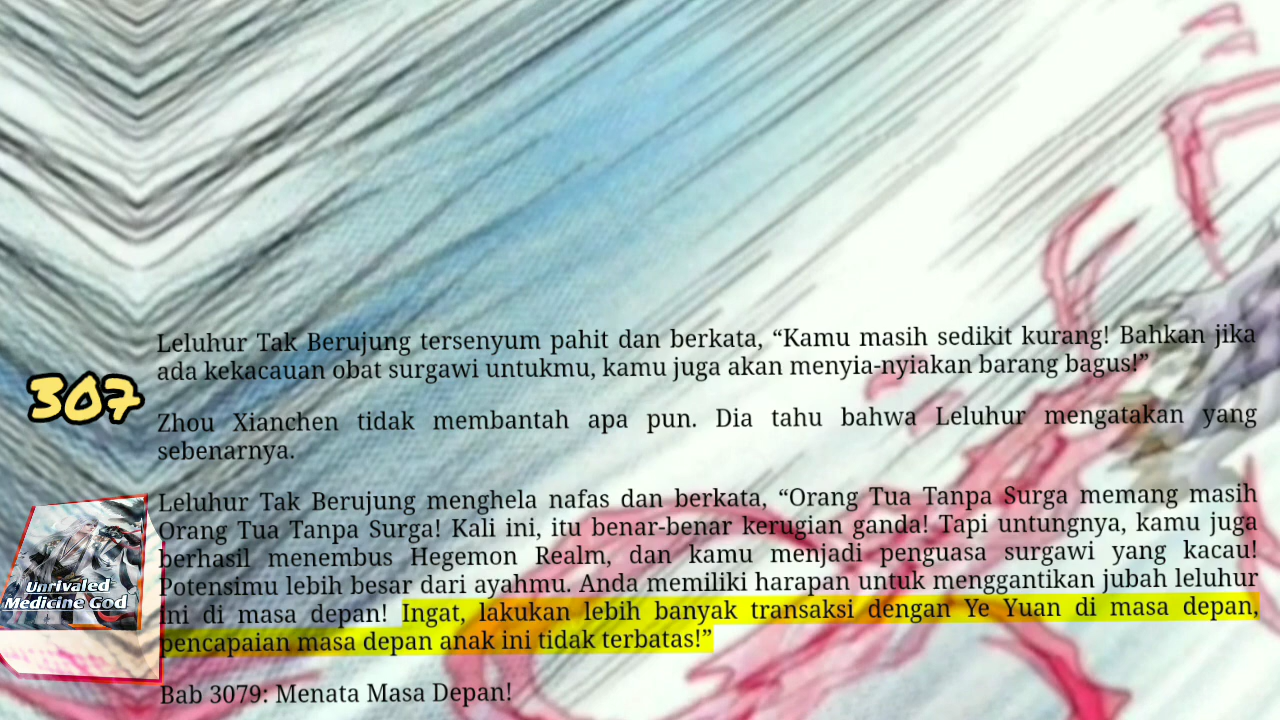 Leluhur Tak Berujung tersenyum pahit dan berkata, “Kamu masih sedikit kurang! Bahkan jika
ada kekacauan obat surgawi untukmu, kamu juga akan menyia-nyiakan barang bagus!”
307
Zhou Xianchen tidak membantah apa pun. Dia tahu bahwa Leluhur mengatakan yang
sebenarnya.
Leluhur Tak Berujung menghela nafas dan berkata, “Orang Tua Tanpa Surga memang masih
Orang Tua Tanpa Surga! Kali ini, itu benar-benar kerugian ganda! Tapi untungnya, kamu juga
berhasil menembus Hegemon Realm, dan kamu menjadi penguasa surgawi yang kacau!
Potensimu lebih besar dari ayahmu. Anda memiliki harapan untuk menggantikan jubah leluhur
ini di masa depan! Ingat, lakukan lebih banyak transaksi dengan Ye Yuan di masa depan,
pencapaian masa depan anak ini tidak terbatas!”
Unrivaled
Medicine God
Bab 3079: Menata Masa Depan!